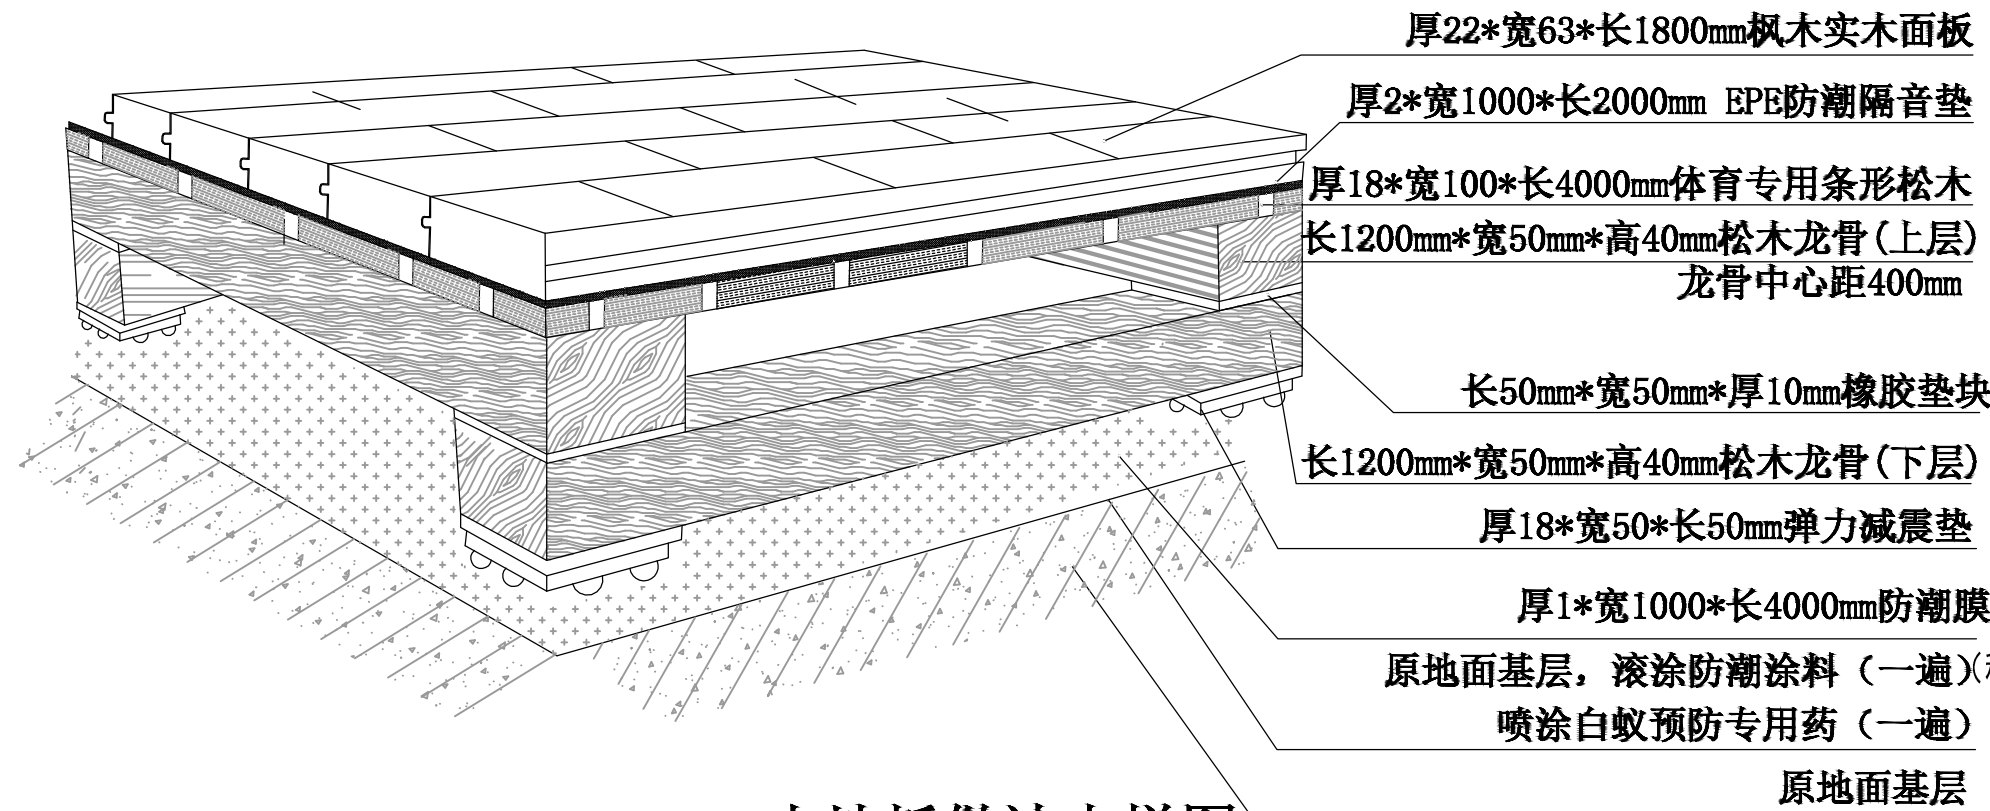 厚22*宽63*长1800mm枫木实木面板
厚2*宽1000*长2000mm EPE防潮隔音垫
厚18*宽100*长4000mm体育专用条形松木
长1200mm*宽50mm*高40mm松木龙骨(上层)
龙骨中心距400mm
长50mm*宽50mm*厚10mm橡胶垫块
长1200mm*宽50mm*高40mm松木龙骨(下层)
厚18*宽50*长50mm弹力减震垫
厚1*宽1000*长4000mm防潮膜
原地面基层，滚涂防潮涂料（一遍）(
喷涂白蚁预防专用药（一遍）
原地面基层